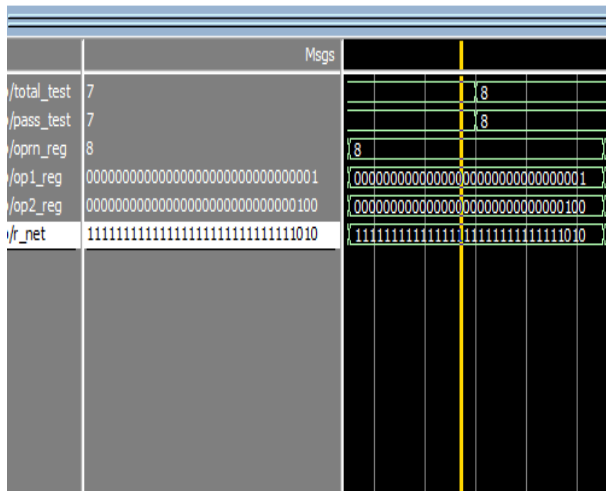 Msgs
/total_test 7 8
/pass_test 7 8
/oprn_reg 8 8
/op1_reg 00000000000000000000000000000001 00000000000000000000000000000001
/op2_reg 00000000000000000000000000000100 00000000000000000000000000000100
/r_net 11111111111111111111111111111010 11111111111111111111111111111010